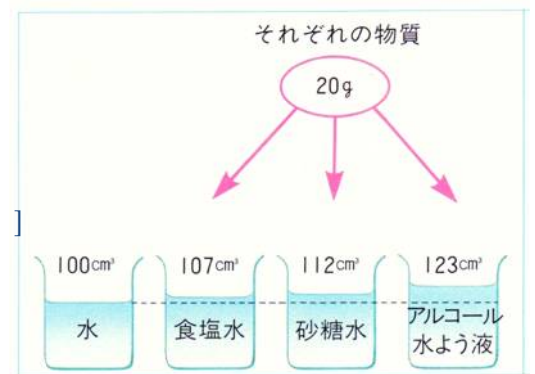 それぞれの物質
20g
]
100cm³ 107cm³ 112cm³ 123cm³
水 食塩水 砂糖水 アルコール
水よう液